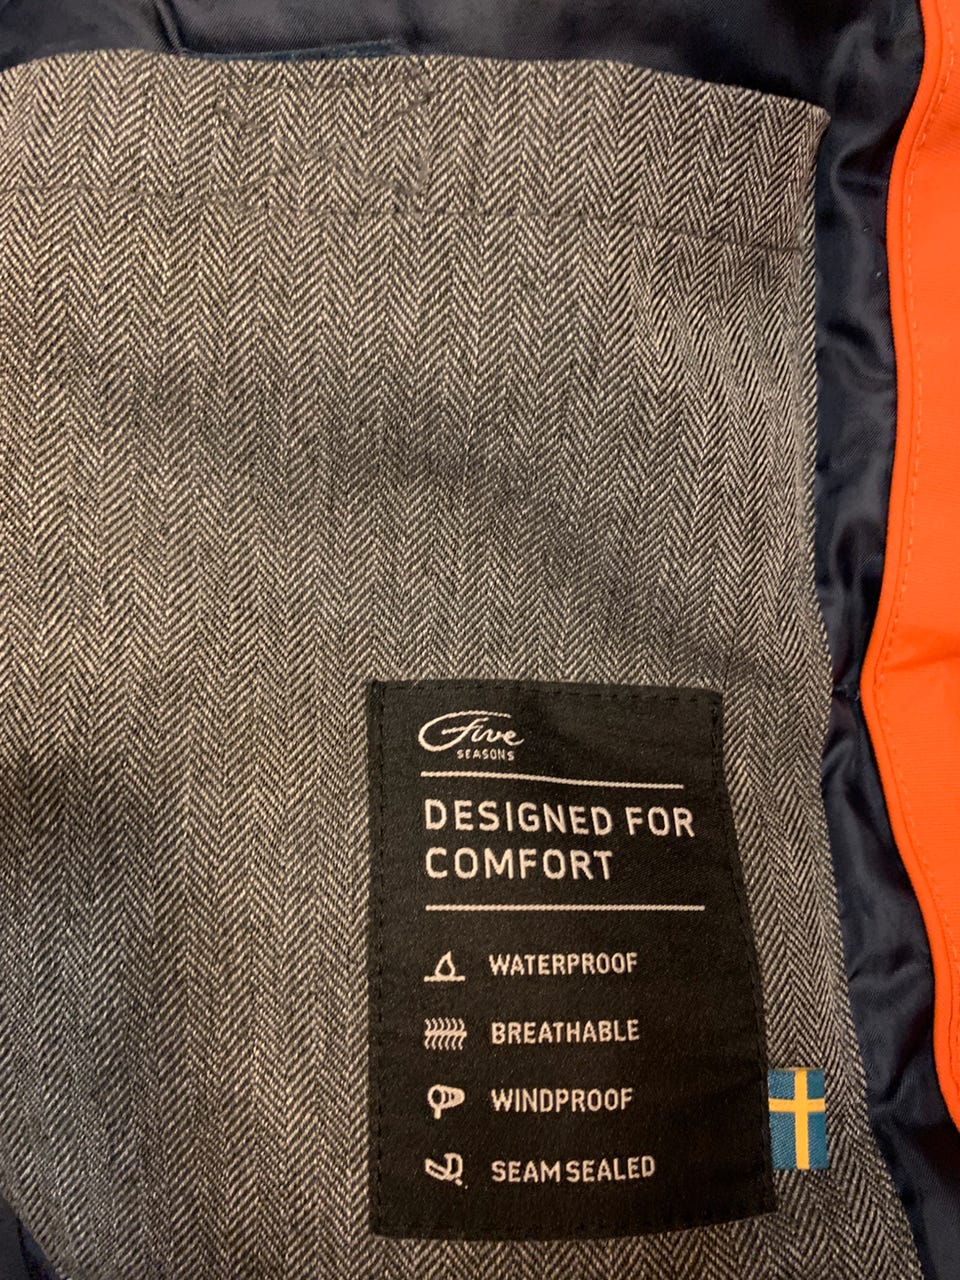 Five
SEASONS
DESIGNED FOR
COMFORT
WATERPROOF
BREATHABLE
WINDPROOF
SEAM SEALED